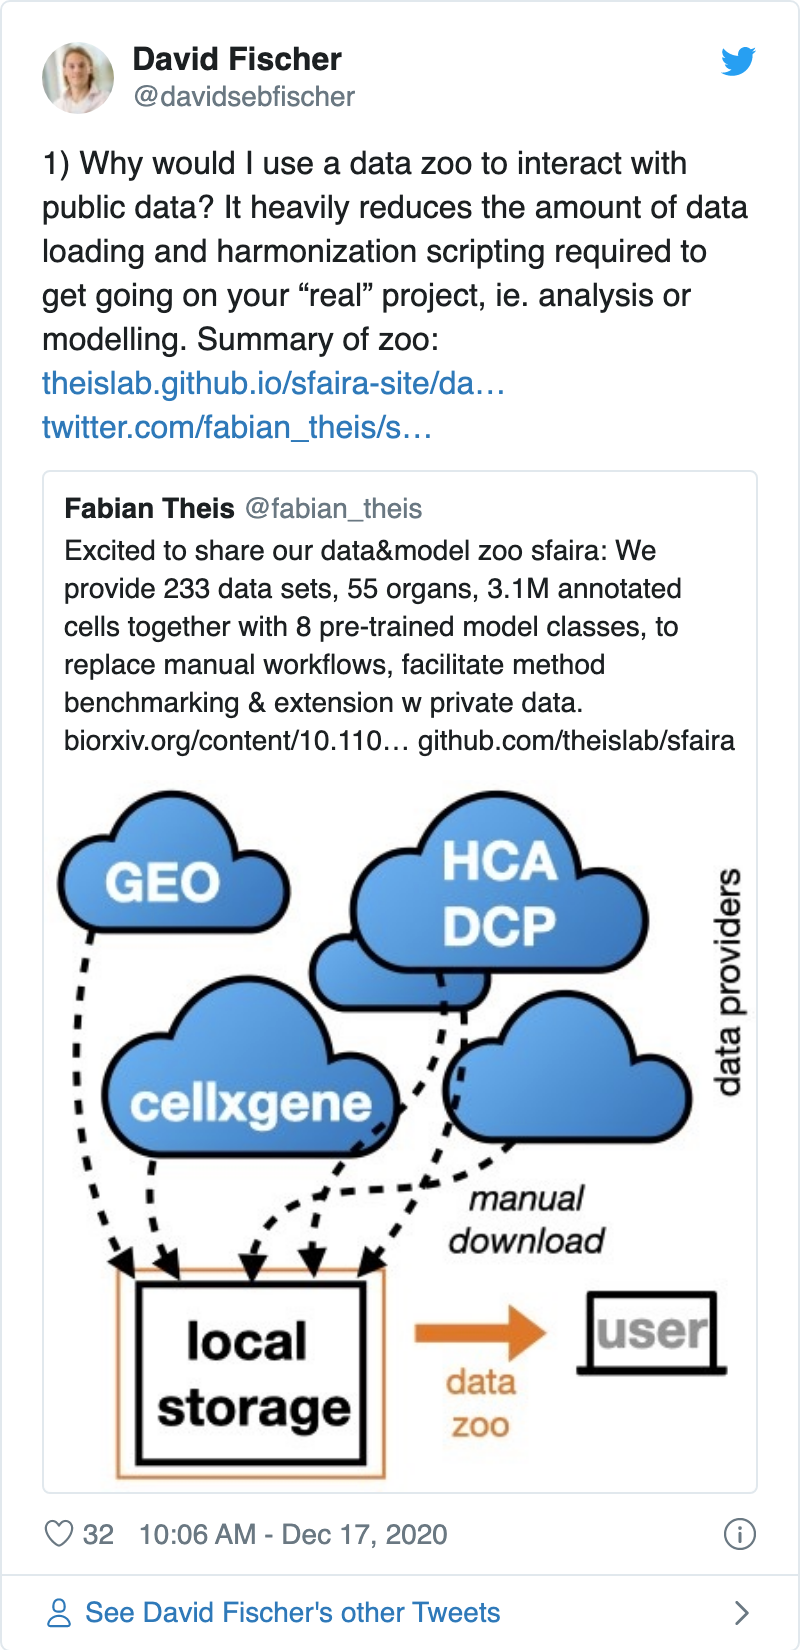 David Fischer
@davidsebfischer
1) Why would I use a data zoo to interact with
public data? It heavily reduces the amount of data
loading and harmonization scripting required to
get going on your “real” project, ie. analysis or
modelling. Summary of zoo:
theislab.github.io/sfaira-site/da…
twitter.com/fabian_theis/s…
Fabian Theis @fabian_theis
Excited to share our data&model zoo sfaira: We
provide 233 data sets, 55 organs, 3.1M annotated
cells together with 8 pre-trained model classes, to
replace manual workflows, facilitate method
benchmarking & extension w private data.
biorxiv.org/content/10.110… github.com/theislab/sfaira
GEO
HCA
DCP
data providers
cellxgene
manual
download
local
storage
data
zoo
user
32 10:06 AM - Dec 17, 2020
See David Fischer's other Tweets